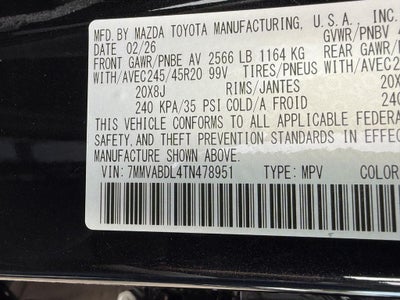 MFD.BY MAZDA TOYOTA MANUFACTURING, U.S.A., INC.
DATE 02/26 GVWR/PNBV
FRONT GAWR/PNBE AV 2566 LB 1164 KG REAR GAWR/
WITH/AVEC245/45R20 99V TIRES/PNEUS WITH/AVEC2
20X8J RIMS/JANTES 20X
240 KPA/35 PSI COLD/A FROID 240
THIS VEHICLE CONFORMS TO ALL APPLICABLE FEDERA
SAFETY,AND THEFT PREVENTION STANDARDS IN EFFEC
SHOWN ABOVE.
VIN: 7MMVABDL4TN478951 TYPE: MPV COLOR